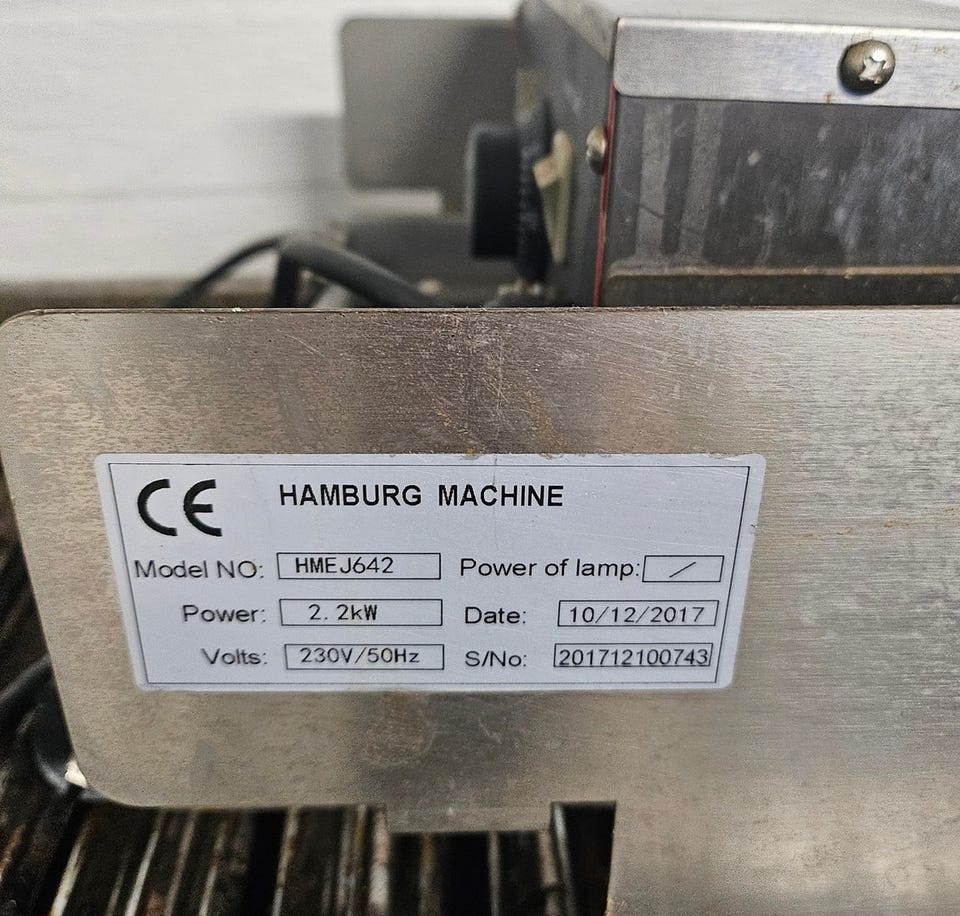 CE HAMBURG MACHINE
Model NO: HMEJ642 Power of lamp: /
Power: 2.2kW Date: 10/12/2017
Volts: 230V/50Hz S/No: 201712100743